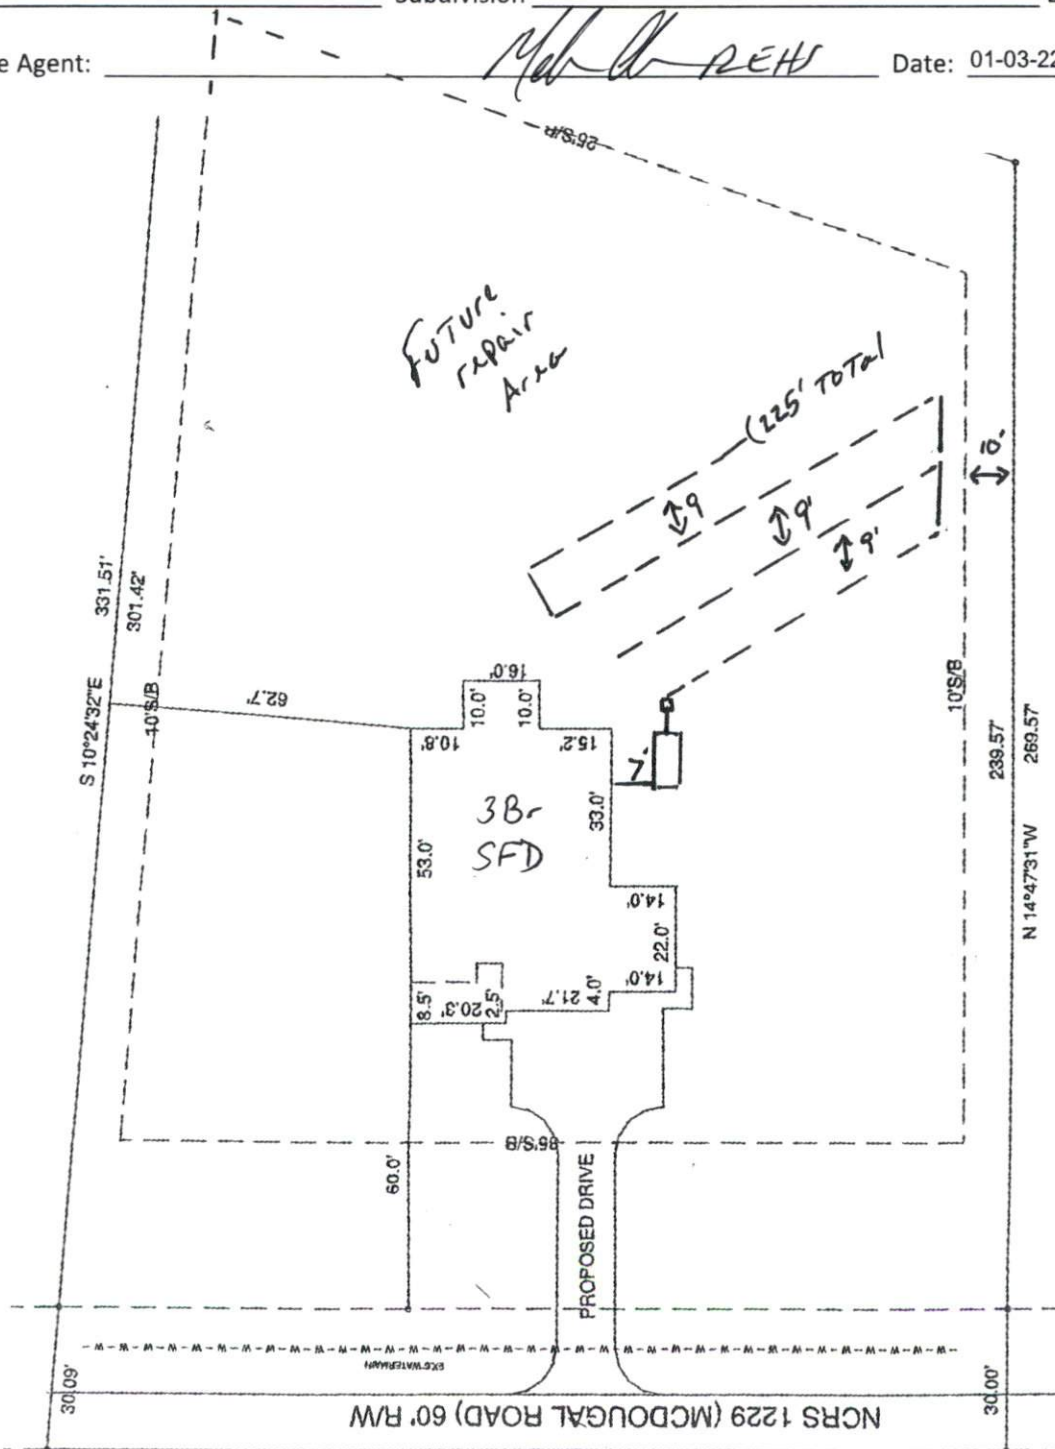 e Agent: REHS Date: 01-03-22
25'S/R
Future
repair
Area
(225' TOTAL
9
9'
9'
10'
331.51'
301.42'
S 10°24'32"E
10'S/B
62.7'
16.0'
10.0'
10.0'
10.8'
15.2'
7'
3 Br
SFD
53.0'
33.0'
14.0'
22.0'
14.0'
4.0'
21.7'
2.5'
20.3'
8.5'
10'S/B
239.57'
269.57'
N 14°47'31"W
60.0'
PROPOSED DRIVE
-W-W-W-W-W-W-W-W-W-W-W-W-W-W-W-W-W-W-W-W-W-W-W-W-W-W-W-W-W-W-W-W-W-
EXG WATERMAIN
30.09'
NCRS 1229 (MCDOUGAL ROAD) 60' R/W
30.00'